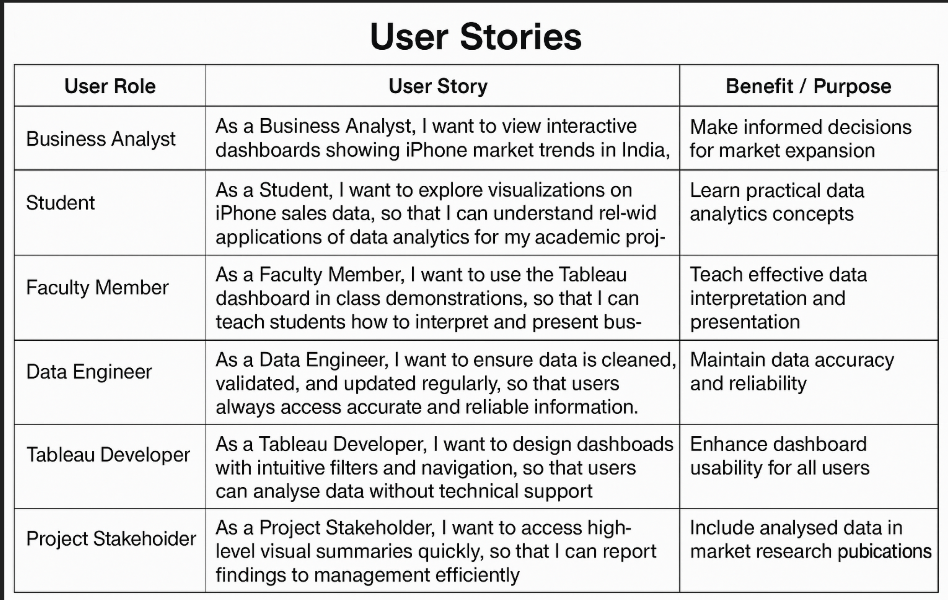 User Stories
User Role
User Story
Benefit / Purpose
Business Analyst
As a Business Analyst, I want to view interactive
dashboards showing iPhone market trends in India,
Make informed decisions
for market expansion
Student
As a Student, I want to explore visualizations on
iPhone sales data, so that I can understand rel-wid
applications of data analytics for my academic proj-
Learn practical data
analytics concepts
Faculty Member
As a Faculty Member, I want to use the Tableau
dashboard in class demonstrations, so that I can
teach students how to interpret and present bus-
Teach effective data
interpretation and
presentation
Data Engineer
As a Data Engineer, I want to ensure data is cleaned,
validated, and updated regularly, so that users
always access accurate and reliable information.
Maintain data accuracy
and reliability
Tableau Developer
As a Tableau Developer, I want to design dashboads
with intuitive filters and navigation, so that users
can analyse data without technical support
Enhance dashboard
usability for all users
Project Stakehoider
As a Project Stakeholder, I want to access high-
level visual summaries quickly, so that I can report
findings to management efficiently
Include analysed data in
market research pubications